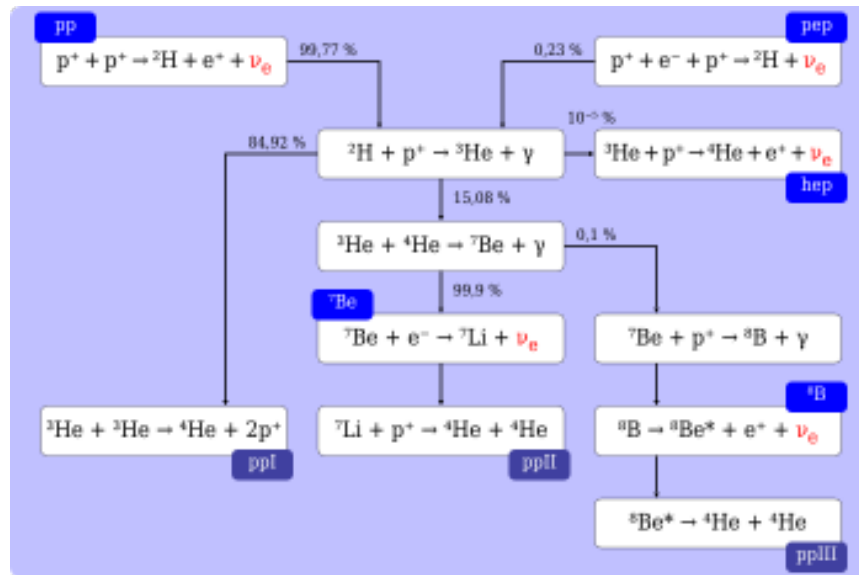 pp
pep
p⁺ + p⁺ → ²H + e⁺ + νₑ
99,77 %
0,23 %
p⁺ + e⁻ + p⁺ → ²H + νₑ
84,92 %
²H + p⁺ → ³He + γ
10⁻⁵ %
³He + p⁺ → ⁴He + e⁺ + νₑ
hep
15,08 %
³He + ⁴He → ⁷Be + γ
0,1 %
99,9 %
⁷Be
⁷Be + e⁻ → ⁷Li + νₑ
⁷Be + p⁺ → ⁸B + γ
⁸B
³He + ³He → ⁴He + 2p⁺
ppI
⁷Li + p⁺ → ⁴He + ⁴He
ppII
⁸B → ⁸Be* + e⁺ + νₑ
⁸Be* → ⁴He + ⁴He
ppIII